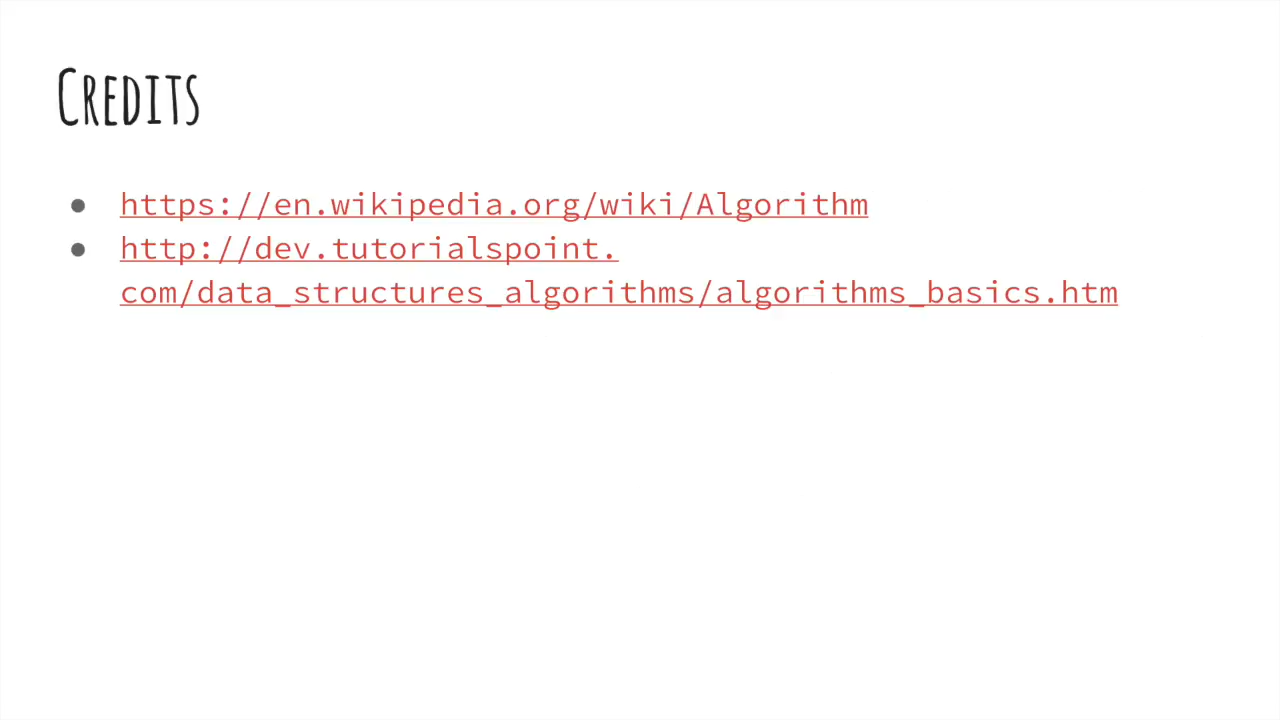 Credits
● https://en.wikipedia.org/wiki/Algorithm
● http://dev.tutorialspoint.
com/data_structures_algorithms/algorithms_basics.htm